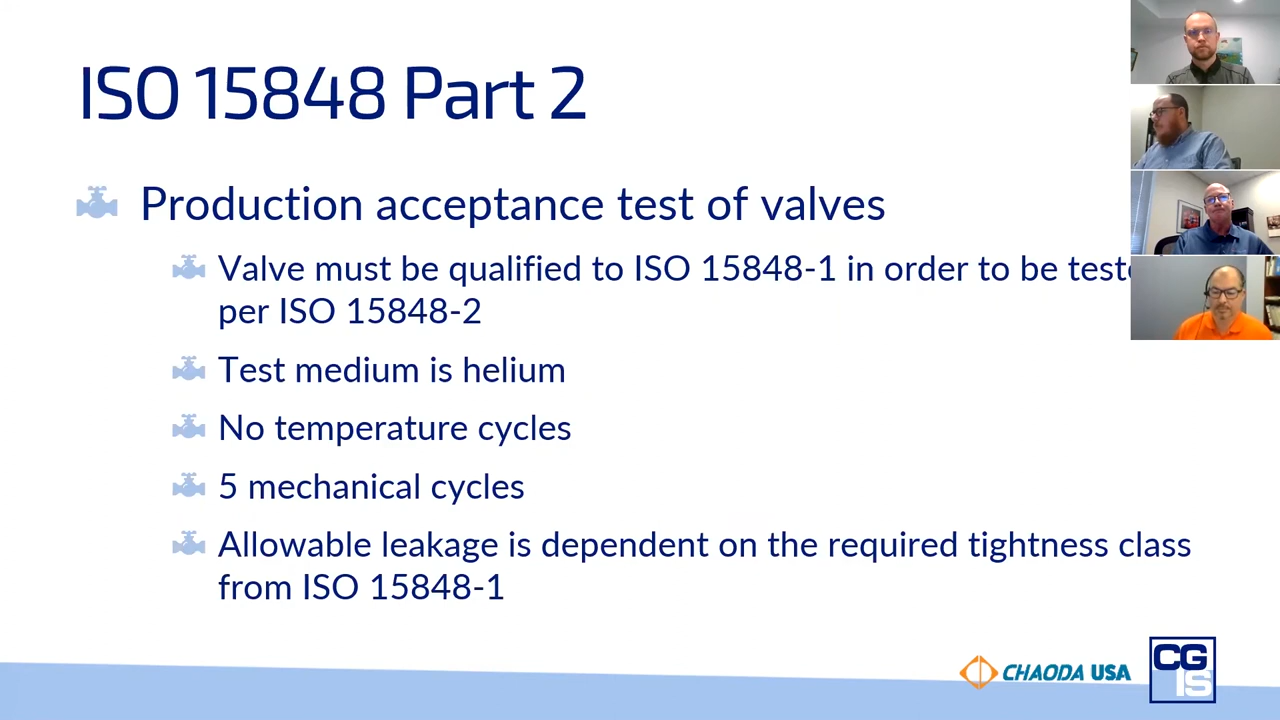 ISO 15848 Part 2
Production acceptance test of valves
Valve must be qualified to ISO 15848-1 in order to be
per ISO 15848-2
Test medium is helium
No temperature cycles
5 mechanical cycles
Allowable leakage is dependent on the required tightness class
from ISO 15848-1
CHAODA USA
CG
IS